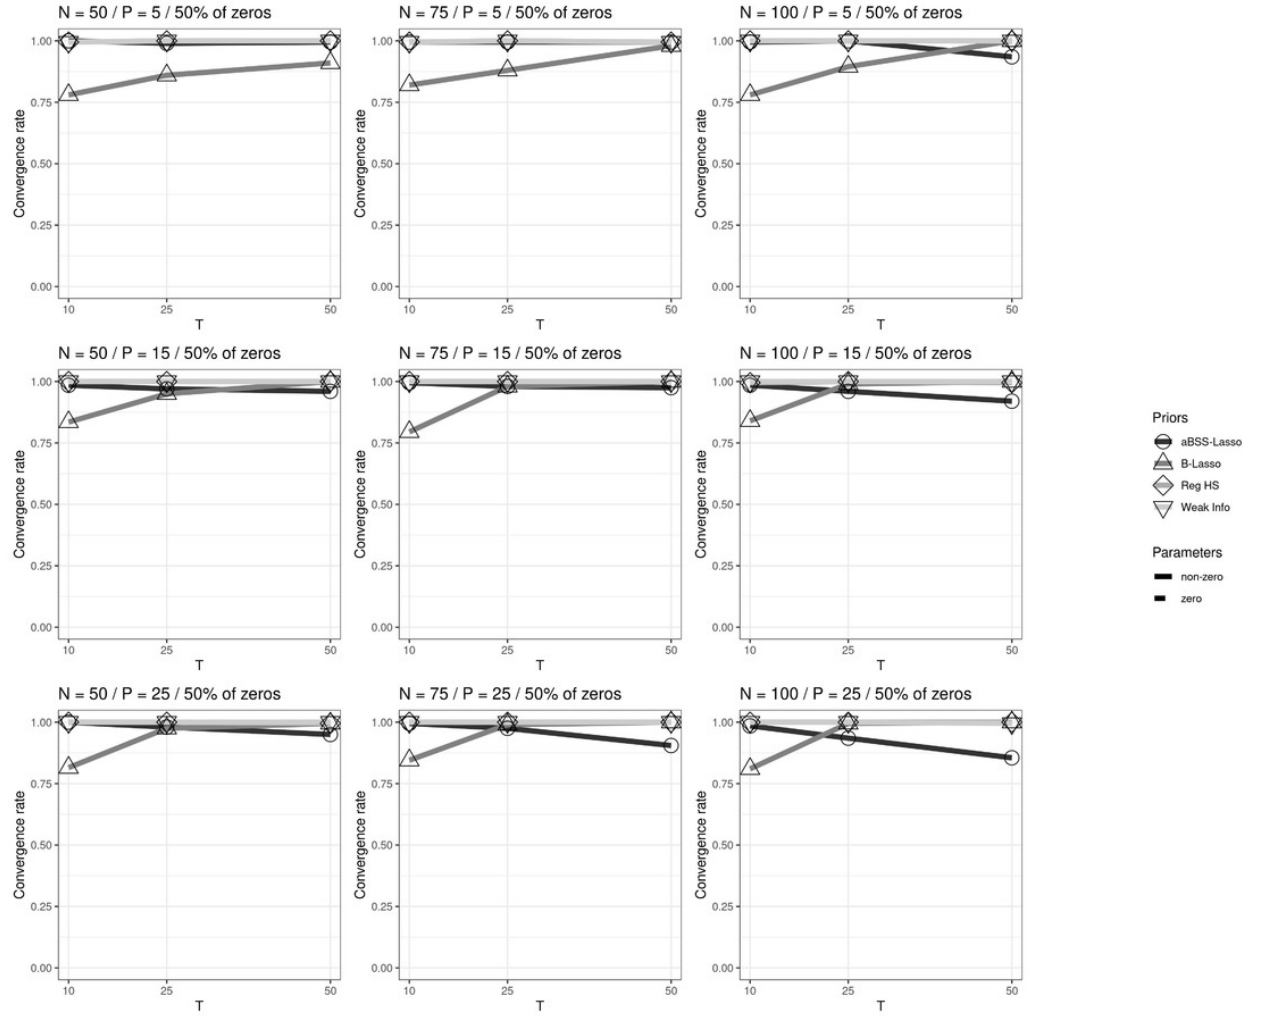 N = 50 / P = 5 / 50% of zeros
N = 75 / P = 5 / 50% of zeros
N = 100 / P = 5 / 50% of zeros
Convergence rate
1.00
0.75
0.50
0.25
0.00
10
25
50
T
Convergence rate
1.00
0.75
0.50
0.25
0.00
10
25
50
T
Convergence rate
1.00
0.75
0.50
0.25
0.00
10
25
50
T
N = 50 / P = 15 / 50% of zeros
N = 75 / P = 15 / 50% of zeros
N = 100 / P = 15 / 50% of zeros
Convergence rate
1.00
0.75
0.50
0.25
0.00
10
25
50
T
Convergence rate
1.00
0.75
0.50
0.25
0.00
10
25
50
T
Convergence rate
1.00
0.75
0.50
0.25
0.00
10
25
50
T
Priors
aBSS-Lasso
B-Lasso
Reg HS
Weak Info
Parameters
non-zero
zero
N = 50 / P = 25 / 50% of zeros
N = 75 / P = 25 / 50% of zeros
N = 100 / P = 25 / 50% of zeros
Convergence rate
1.00
0.75
0.50
0.25
0.00
10
25
50
T
Convergence rate
1.00
0.75
0.50
0.25
0.00
10
25
50
T
Convergence rate
1.00
0.75
0.50
0.25
0.00
10
25
50
T